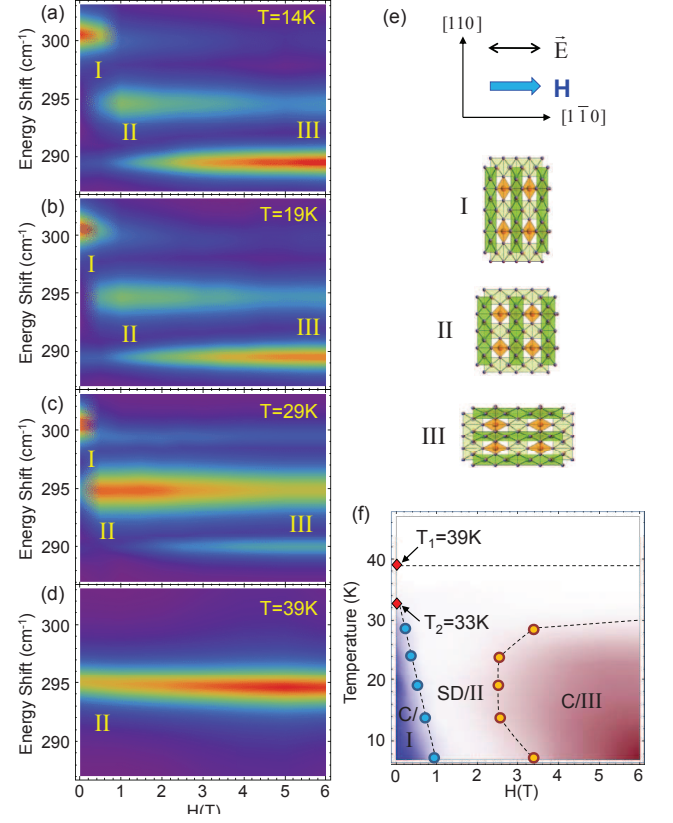 (a)
T=14K
300
295
290
Energy Shift (cm⁻¹)
I
II
III
(b)
T=19K
300
295
290
Energy Shift (cm⁻¹)
I
II
III
(c)
T=29K
300
295
290
Energy Shift (cm⁻¹)
I
II
III
(d)
T=39K
300
295
290
Energy Shift (cm⁻¹)
II
0 1 2 3 4 5 6
H(T)
(e)
[110]
E⃗
H
[11̅0]
I
II
III
(f)
T₁=39K
T₂=33K
40
30
20
10
Temperature (K)
C/
I
SD/II
C/III
0 1 2 3 4 5 6
H(T)